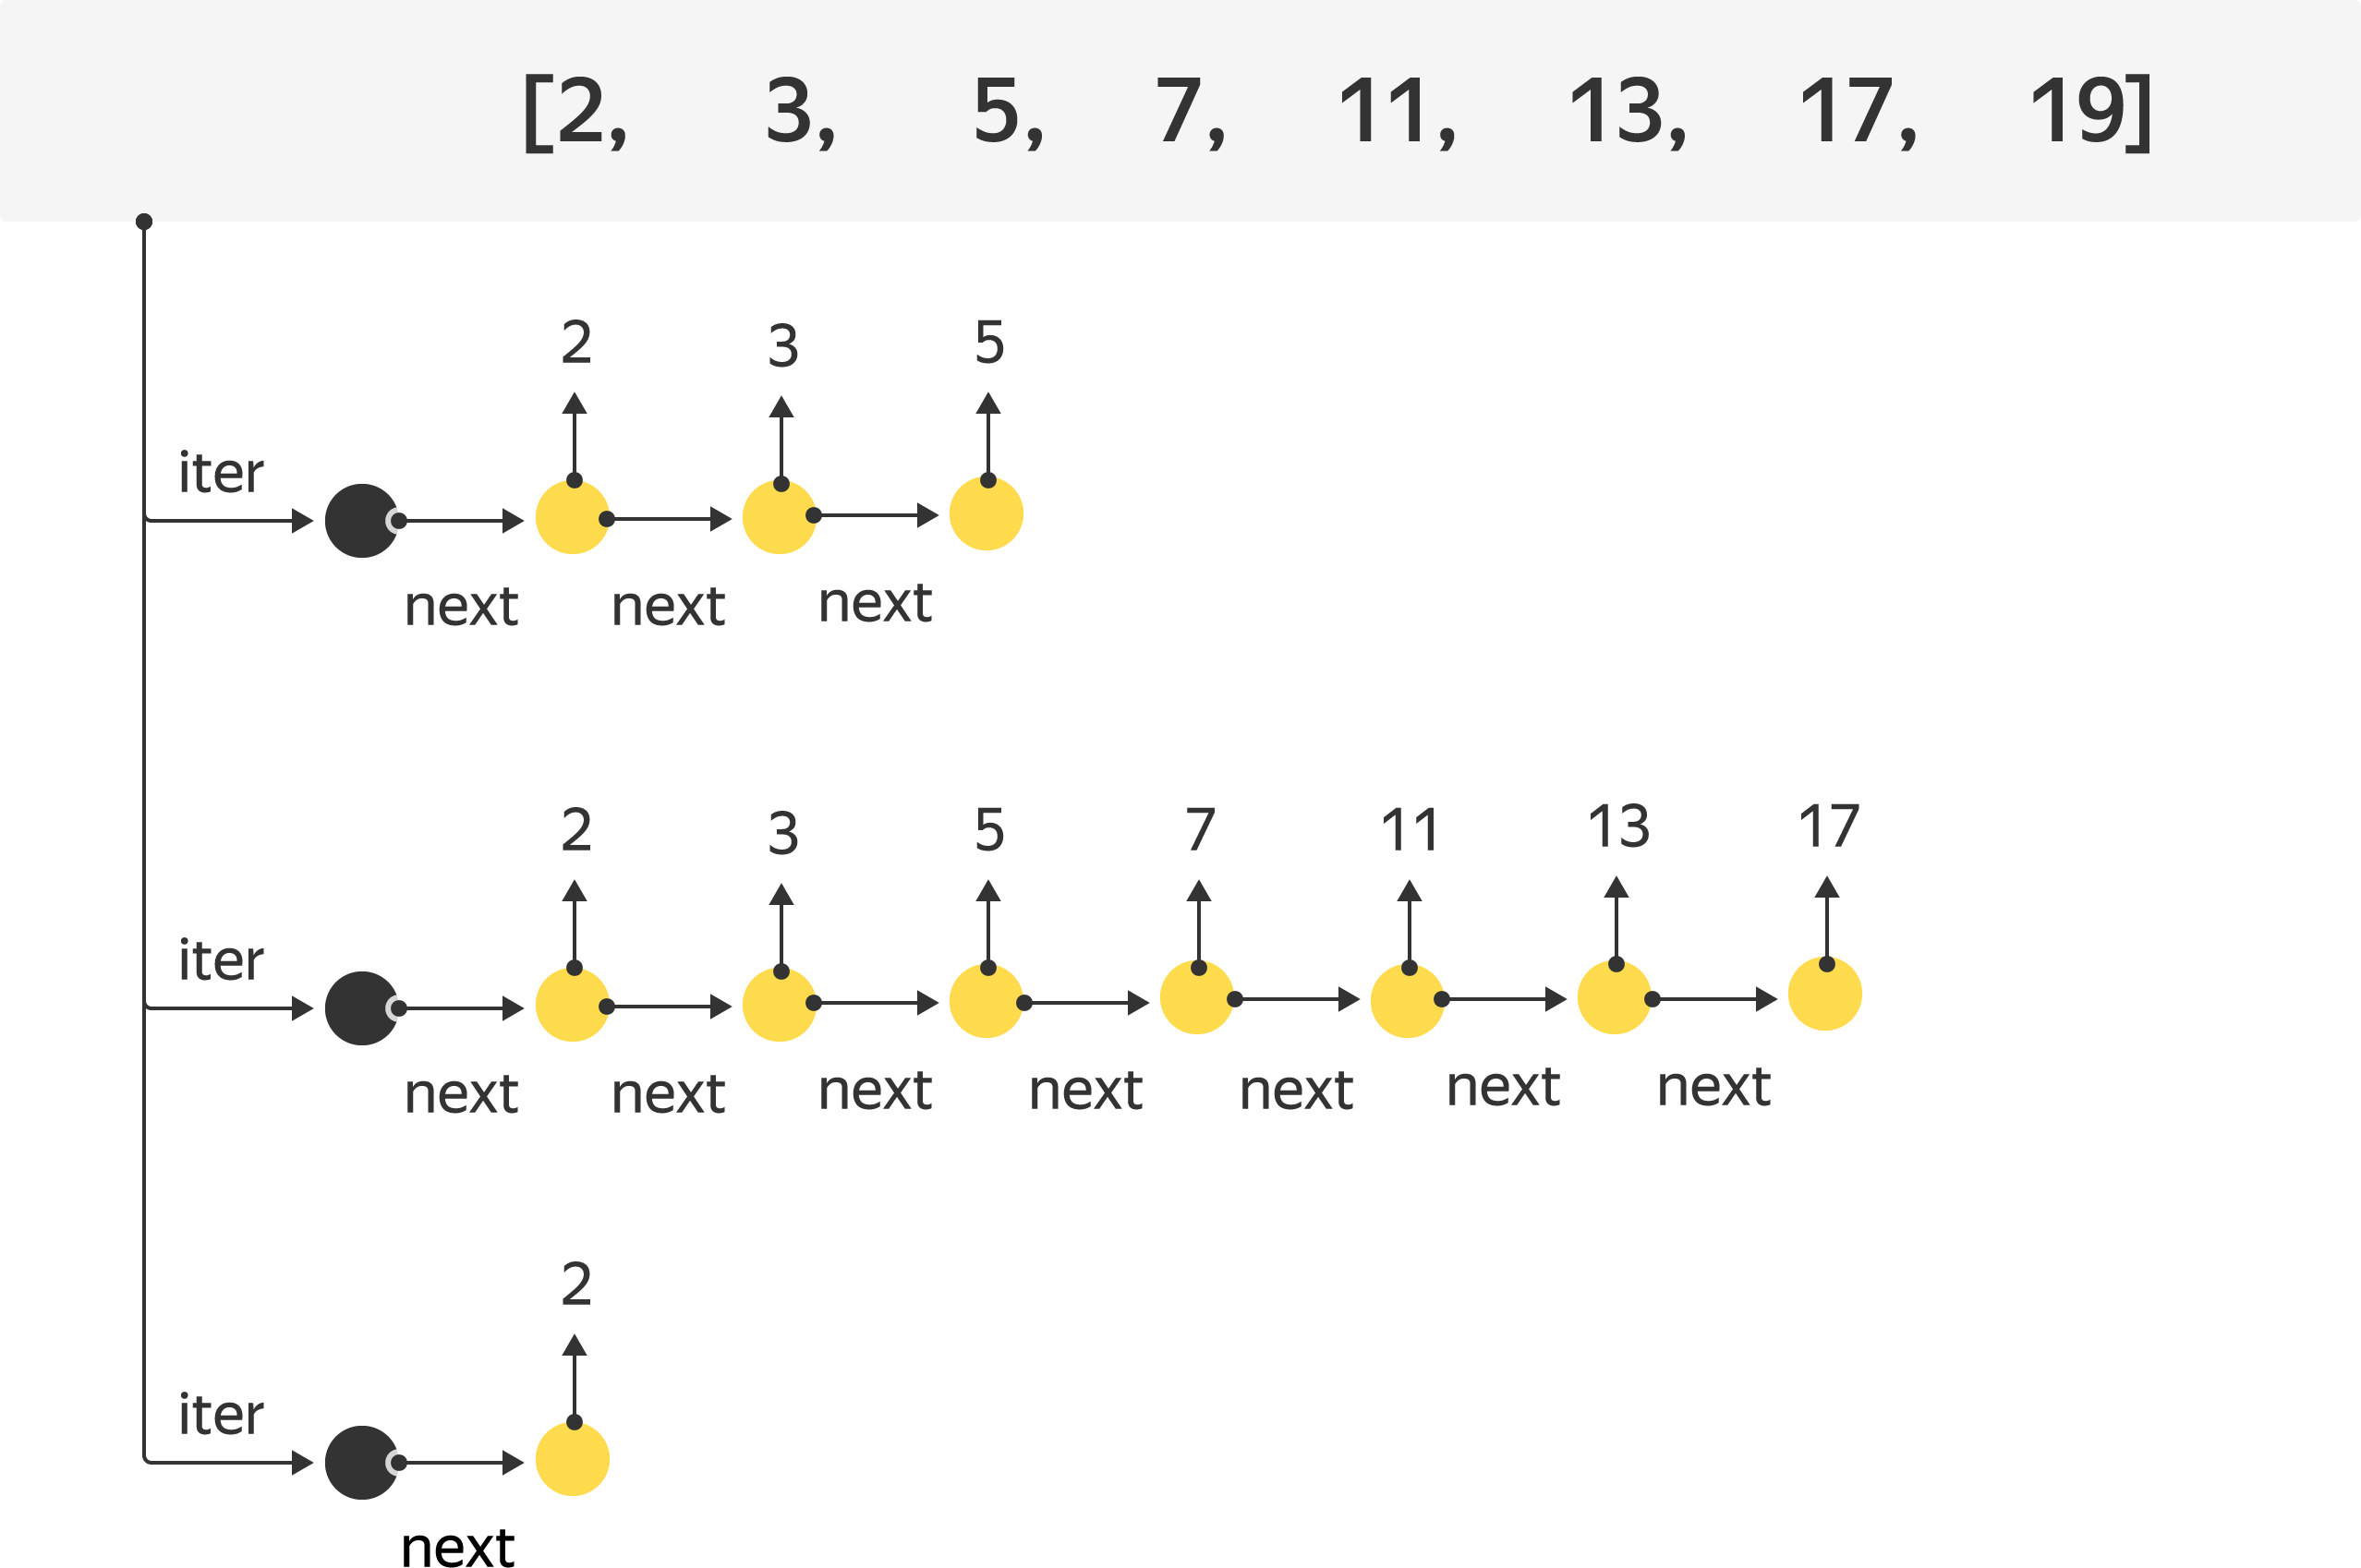 [2, 3, 5, 7, 11, 13, 17, 19]
2 3 5
iter
next next next
2 3 5 7 11 13 17
iter
next next next next next next next
2
iter
next